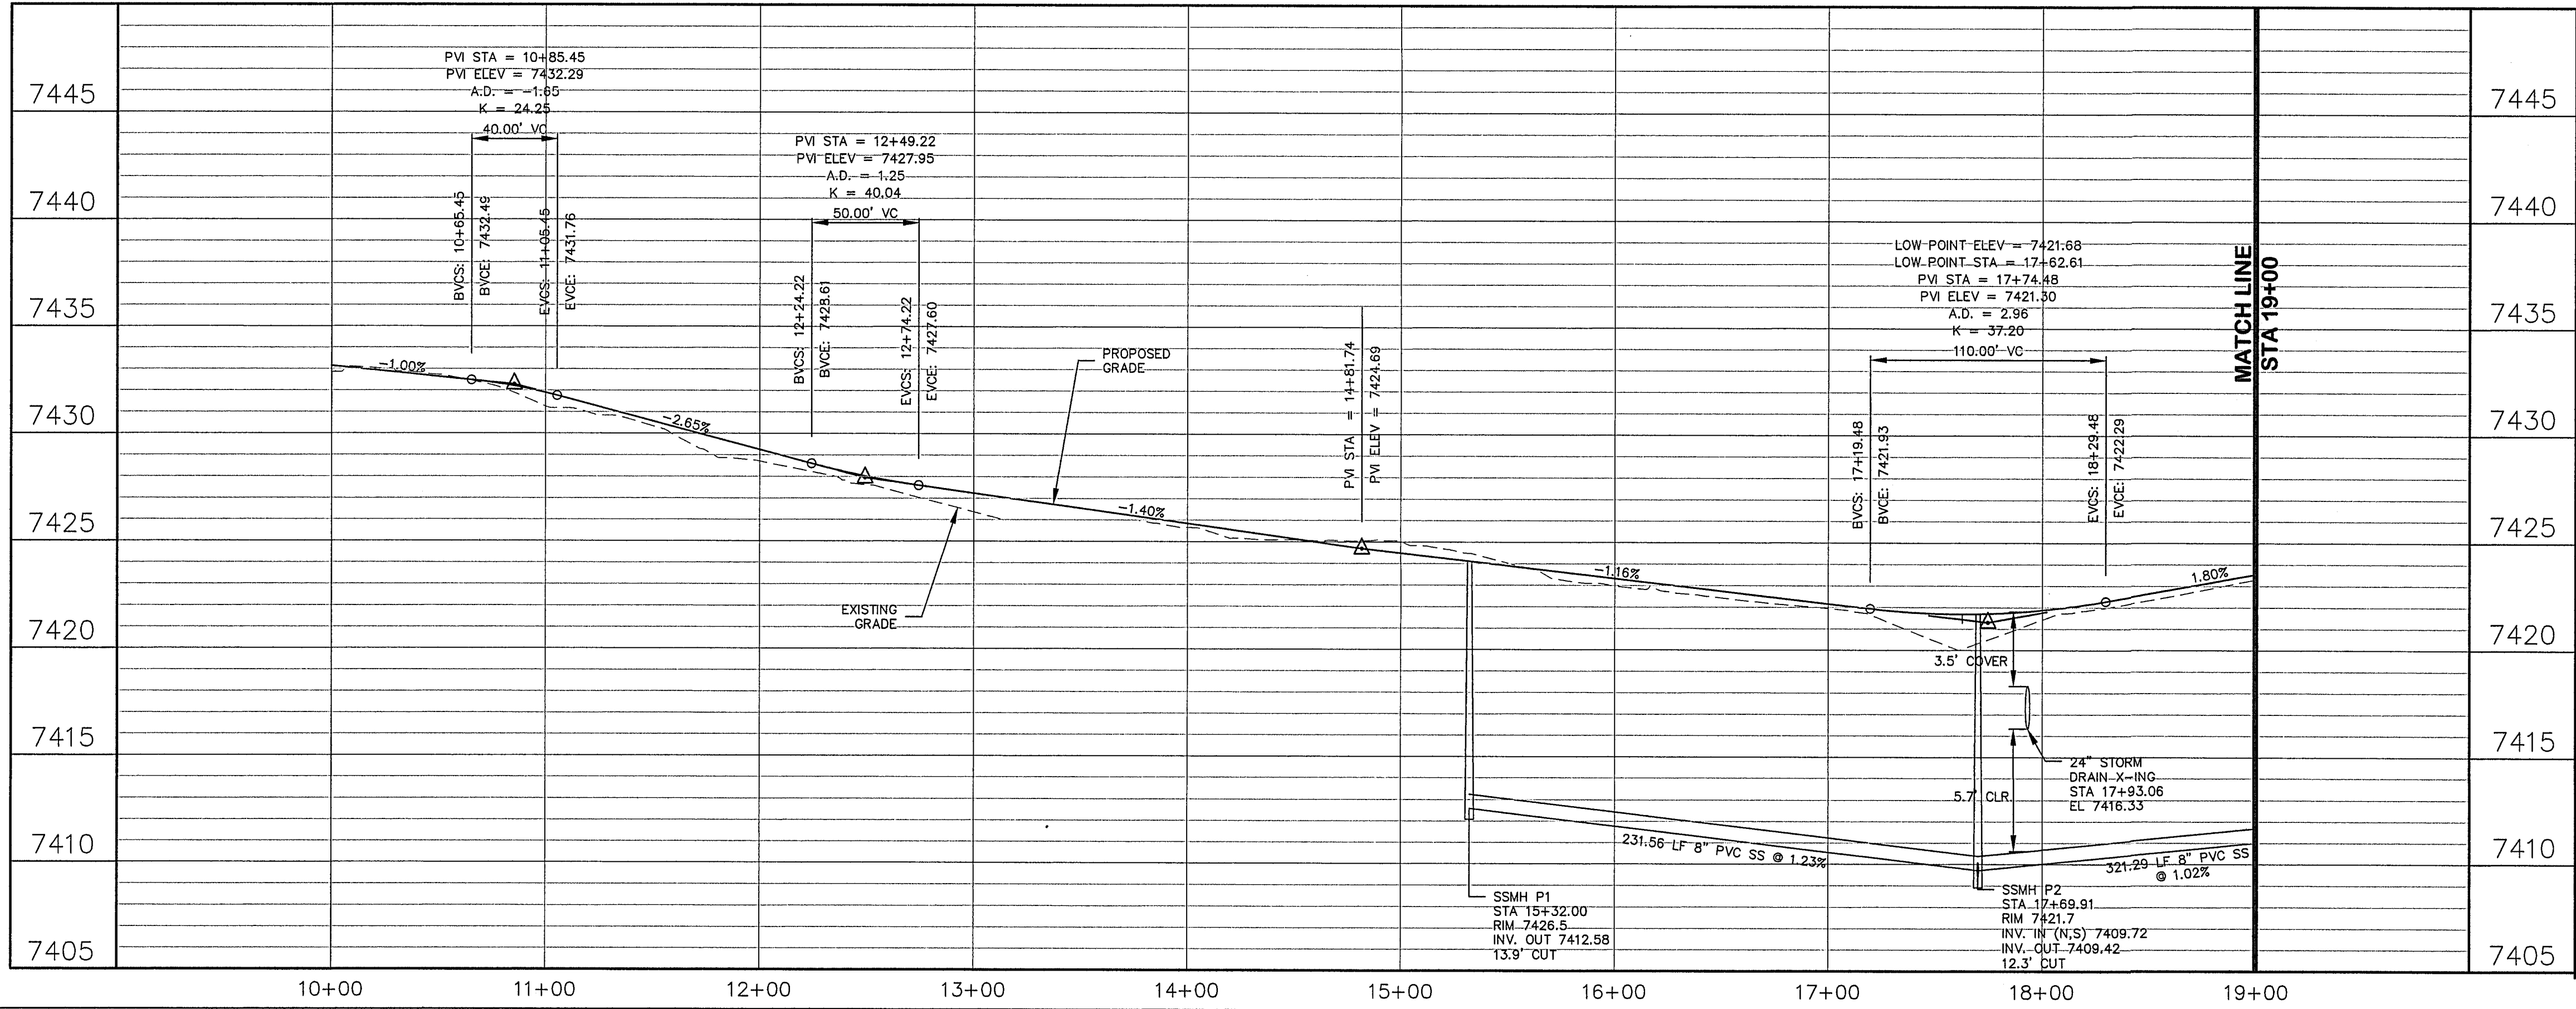 7445
7440
7435
7430
7425
7420
7415
7410
7405
PVI STA = 10+85.45
PVI ELEV = 7432.29
A.D. = -1.65
K = 24.25
40.00' VC
BVCS: 10+65.45
BVCE: 7432.49
EVCS: 11+05.45
EVCE: 7431.76
-1.00%
-2.65%
PVI STA = 12+49.22
PVI ELEV = 7427.95
A.D. = 1.25
K = 40.04
50.00' VC
BVCS: 12+24.22
BVCE: 7428.61
EVCS: 12+74.22
EVCE: 7427.60
EXISTING
GRADE
PROPOSED
GRADE
-1.40%
PVI STA = 14+81.74
PVI ELEV = 7424.69
-1.16%
LOW POINT ELEV = 7421.68
LOW POINT STA = 17+62.61
PVI STA = 17+74.48
PVI ELEV = 7421.30
A.D. = 2.96
K = 37.20
110.00' VC
BVCS: 17+19.48
BVCE: 7421.93
EVCS: 18+29.48
EVCE: 7422.29
1.80%
MATCH LINE
STA 19+00
3.5' COVER
5.7' CLR.
24" STORM
DRAIN X-ING
STA 17+93.06
EL 7416.33
231.56 LF 8" PVC SS @ 1.23%
321.29 LF 8" PVC SS
@ 1.02%
SSMH P1
STA 15+32.00
RIM 7426.5
INV. OUT 7412.58
13.9' CUT
SSMH P2
STA 17+69.91
RIM 7421.7
INV. IN (N,S) 7409.72
INV. OUT 7409.42
12.3' CUT
7445
7440
7435
7430
7425
7420
7415
7410
7405
10+00
11+00
12+00
13+00
14+00
15+00
16+00
17+00
18+00
19+00